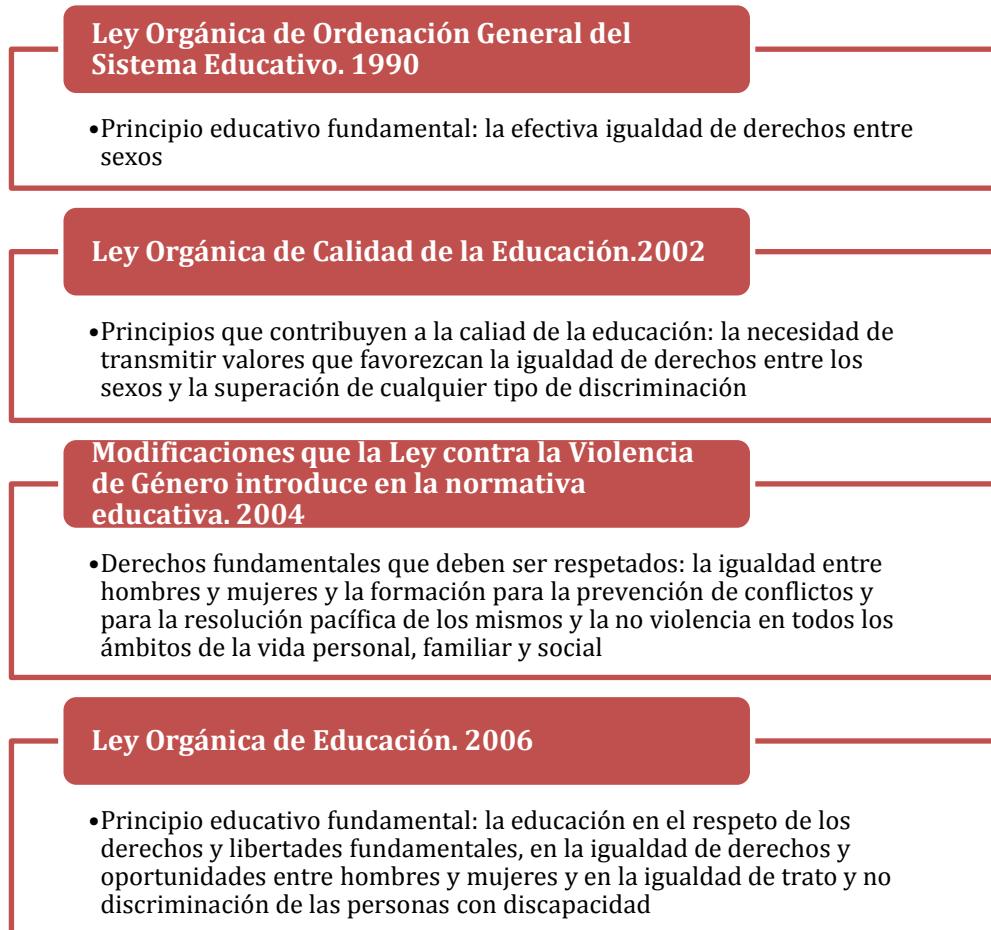 Ley Orgánica de Ordenación General del
Sistema Educativo. 1990
•Principio educativo fundamental: la efectiva igualdad de derechos entre
sexos
Ley Orgánica de Calidad de la Educación.2002
•Principios que contribuyen a la caliad de la educación: la necesidad de
transmitir valores que favorezcan la igualdad de derechos entre los
sexos y la superación de cualquier tipo de discriminación
Modificaciones que la Ley contra la Violencia
de Género introduce en la normativa
educativa. 2004
•Derechos fundamentales que deben ser respetados: la igualdad entre
hombres y mujeres y la formación para la prevención de conflictos y
para la resolución pacífica de los mismos y la no violencia en todos los
ámbitos de la vida personal, familiar y social
Ley Orgánica de Educación. 2006
•Principio educativo fundamental: la educación en el respeto de los
derechos y libertades fundamentales, en la igualdad de derechos y
oportunidades entre hombres y mujeres y en la igualdad de trato y no
discriminación de las personas con discapacidad